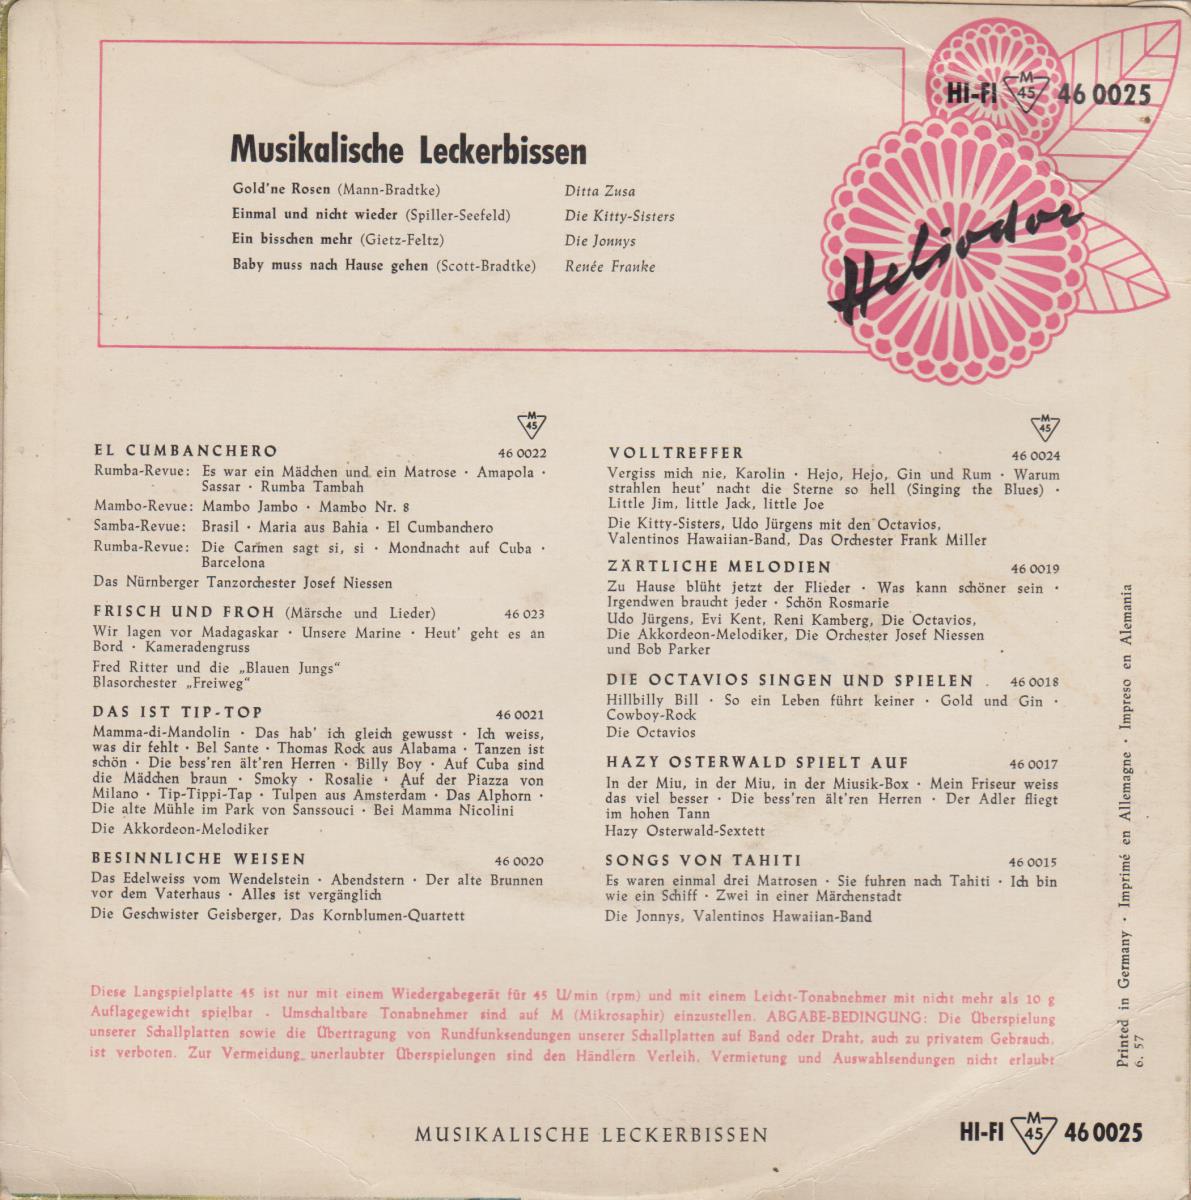 HI-FI M 45 46 0025
Musikalische Leckerbissen
Gold'ne Rosen (Mann-Bradtke) Ditta Zusa
Einmal und nicht wieder (Spiller-Seefeld) Die Kitty-Sisters
Ein bisschen mehr (Gietz-Feltz) Die Jonnys
Baby muss nach Hause gehen (Scott-Bradtke) Renée Franke
Heliodor
M 45
EL CUMBANCHERO 46 0022
Rumba-Revue: Es war ein Mädchen und ein Matrose · Amapola ·
Sassar · Rumba Tambah
Mambo-Revue: Mambo Jambo · Mambo Nr. 8
Samba-Revue: Brasil · Maria aus Bahia · El Cumbanchero
Rumba-Revue: Die Carmen sagt si, si · Mondnacht auf Cuba ·
Barcelona
Das Nürnberger Tanzorchester Josef Niessen
FRISCH UND FROH (Märsche und Lieder) 46 023
Wir lagen vor Madagaskar · Unsere Marine · Heut' geht es an
Bord · Kameradengruss
Fred Ritter und die „Blauen Jungs“
Blasorchester „Freiweg“
DAS IST TIP-TOP 46 0021
Mamma-di-Mandolin · Das hab' ich gleich gewusst · Ich weiss,
was dir fehlt · Bel Sante · Thomas Rock aus Alabama · Tanzen ist
schön · Die bess'ren ält'ren Herren · Billy Boy · Auf Cuba sind
die Mädchen braun · Smoky · Rosalie · Auf der Piazza von
Milano · Tip-Tippi-Tap · Tulpen aus Amsterdam · Das Alphorn ·
Die alte Mühle im Park von Sanssouci · Bei Mamma Nicolini
Die Akkordeon-Melodiker
BESINNLICHE WEISEN 46 0020
Das Edelweiss vom Wendelstein · Abendstern · Der alte Brunnen
vor dem Vaterhaus · Alles ist vergänglich
Die Geschwister Geisberger, Das Kornblumen-Quartett
M 45
VOLLTREFFER 46 0024
Vergiss mich nie, Karolin · Hejo, Hejo, Gin und Rum · Warum
strahlen heut' nacht die Sterne so hell (Singing the Blues) ·
Little Jim, little Jack, little Joe
Die Kitty-Sisters, Udo Jürgens mit den Octavios,
Valentinos Hawaiian-Band, Das Orchester Frank Miller
ZÄRTLICHE MELODIEN 46 0019
Zu Hause blüht jetzt der Flieder · Was kann schöner sein ·
Irgendwen braucht jeder · Schön Rosmarie
Udo Jürgens, Evi Kent, Reni Kamberg, Die Octavios,
Die Akkordeon-Melodiker, Die Orchester Josef Niessen
und Bob Parker
DIE OCTAVIOS SINGEN UND SPIELEN 46 0018
Hillbilly Bill · So ein Leben führt keiner · Gold und Gin ·
Cowboy-Rock
Die Octavios
HAZY OSTERWALD SPIELT AUF 46 0017
In der Miu, in der Miu, in der Miusik-Box · Mein Friseur weiss
das viel besser · Die bess'ren ält'ren Herren · Der Adler fliegt
im hohen Tann
Hazy Osterwald-Sextett
SONGS VON TAHITI 46 0015
Es waren einmal drei Matrosen · Sie fuhren nach Tahiti · Ich bin
wie ein Schiff · Zwei in einer Märchenstadt
Die Jonnys, Valentinos Hawaiian-Band
Diese Langspielplatte 45 ist nur mit einem Wiedergabegerät für 45 U/min (rpm) und mit einem Leicht-Tonabnehmer mit nicht mehr als 10 g
Auflagegewicht spielbar · Umschaltbare Tonabnehmer sind auf M (Mikrosaphir) einzustellen. ABGABE-BEDINGUNG: Die Überspielung
unserer Schallplatten sowie die Übertragung von Rundfunksendungen unserer Schallplatten auf Band oder Draht, auch zu privatem Gebrauch,
ist verboten. Zur Vermeidung unerlaubter Überspielungen sind den Händlern Verleih, Vermietung und Auswahlsendungen nicht erlaubt
Printed in Germany · Imprimé en Allemagne · Impreso en Alemania
6. 57
MUSIKALISCHE LECKERBISSEN
HI-FI M 45 46 0025